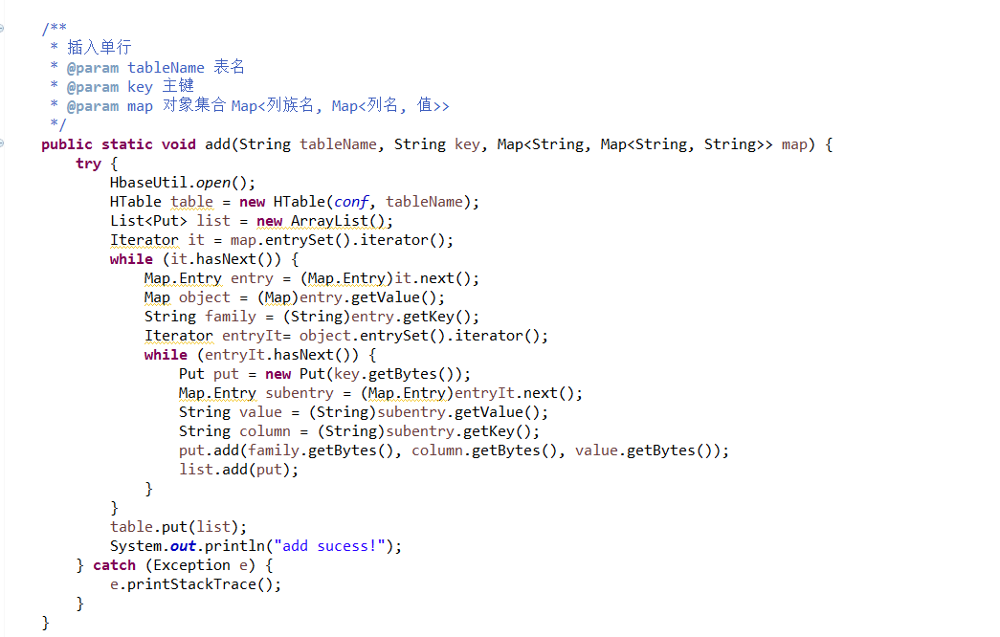 /**
 * 插入单行
 * @param tableName 表名
 * @param key 主键
 * @param map 对象集合 Map<列族名, Map<列名, 值>>
 */
public static void add(String tableName, String key, Map<String, Map<String, String>> map) {
    try {
        HbaseUtil.open();
        HTable table = new HTable(conf, tableName);
        List<Put> list = new ArrayList();
        Iterator it = map.entrySet().iterator();
        while (it.hasNext()) {
            Map.Entry entry = (Map.Entry)it.next();
            Map object = (Map)entry.getValue();
            String family = (String)entry.getKey();
            Iterator entryIt= object.entrySet().iterator();
            while (entryIt.hasNext()) {
                Put put = new Put(key.getBytes());
                Map.Entry subentry = (Map.Entry)entryIt.next();
                String value = (String)subentry.getValue();
                String column = (String)subentry.getKey();
                put.add(family.getBytes(), column.getBytes(), value.getBytes());
                list.add(put);
            }
        }
        table.put(list);
        System.out.println("add sucess!");
    } catch (Exception e) {
        e.printStackTrace();
    }
}